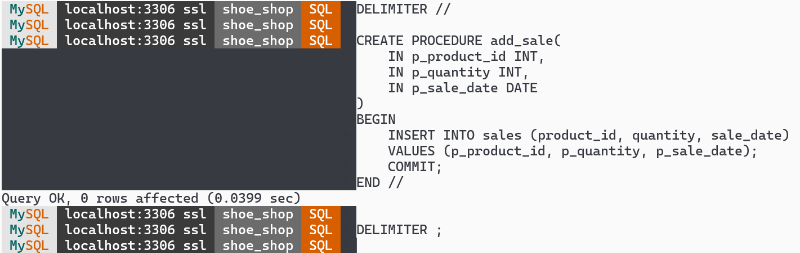 MySQL localhost:3306 ssl shoe_shop SQL DELIMITER //
MySQL localhost:3306 ssl shoe_shop SQL
MySQL localhost:3306 ssl shoe_shop SQL CREATE PROCEDURE add_sale(
    IN p_product_id INT,
    IN p_quantity INT,
    IN p_sale_date DATE
)
BEGIN
    INSERT INTO sales (product_id, quantity, sale_date)
    VALUES (p_product_id, p_quantity, p_sale_date);
    COMMIT;
END //
Query OK, 0 rows affected (0.0399 sec)
MySQL localhost:3306 ssl shoe_shop SQL
MySQL localhost:3306 ssl shoe_shop SQL DELIMITER ;
MySQL localhost:3306 ssl shoe_shop SQL